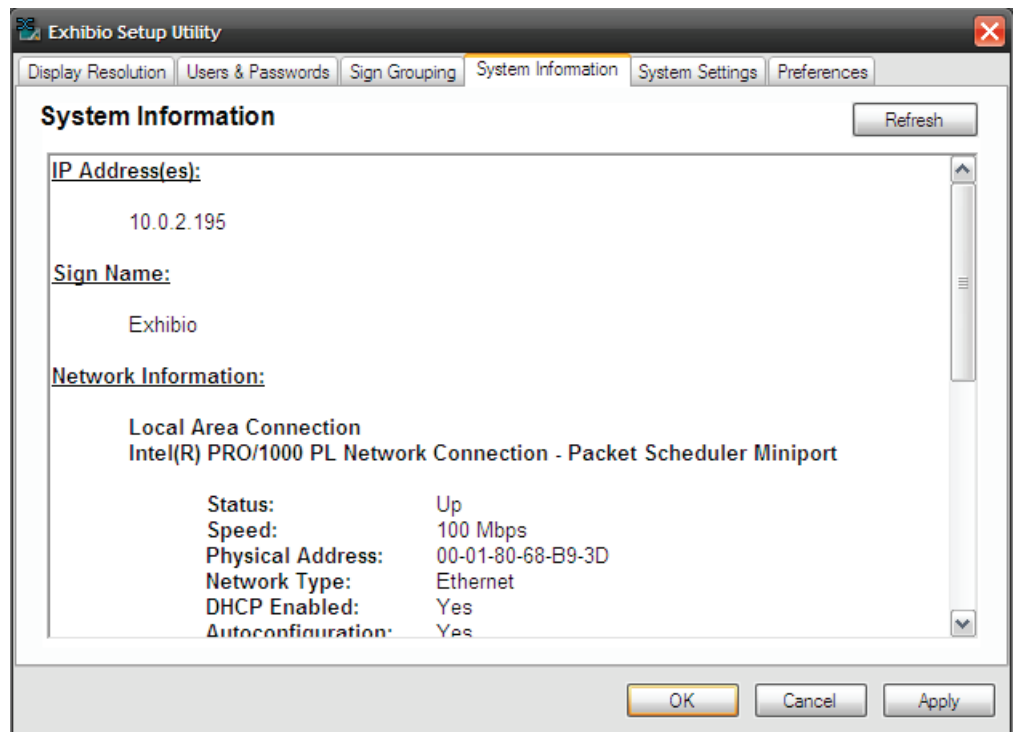 Exhibio Setup Utility
Display Resolution Users & Passwords Sign Grouping System Information System Settings Preferences
System Information
Refresh
IP Address(es):
10.0.2.195
Sign Name:
Exhibio
Network Information:
Local Area Connection
Intel(R) PRO/1000 PL Network Connection - Packet Scheduler Miniport
Status: Up
Speed: 100 Mbps
Physical Address: 00-01-80-68-B9-3D
Network Type: Ethernet
DHCP Enabled: Yes
Autoconfiguration: Yes
OK Cancel Apply